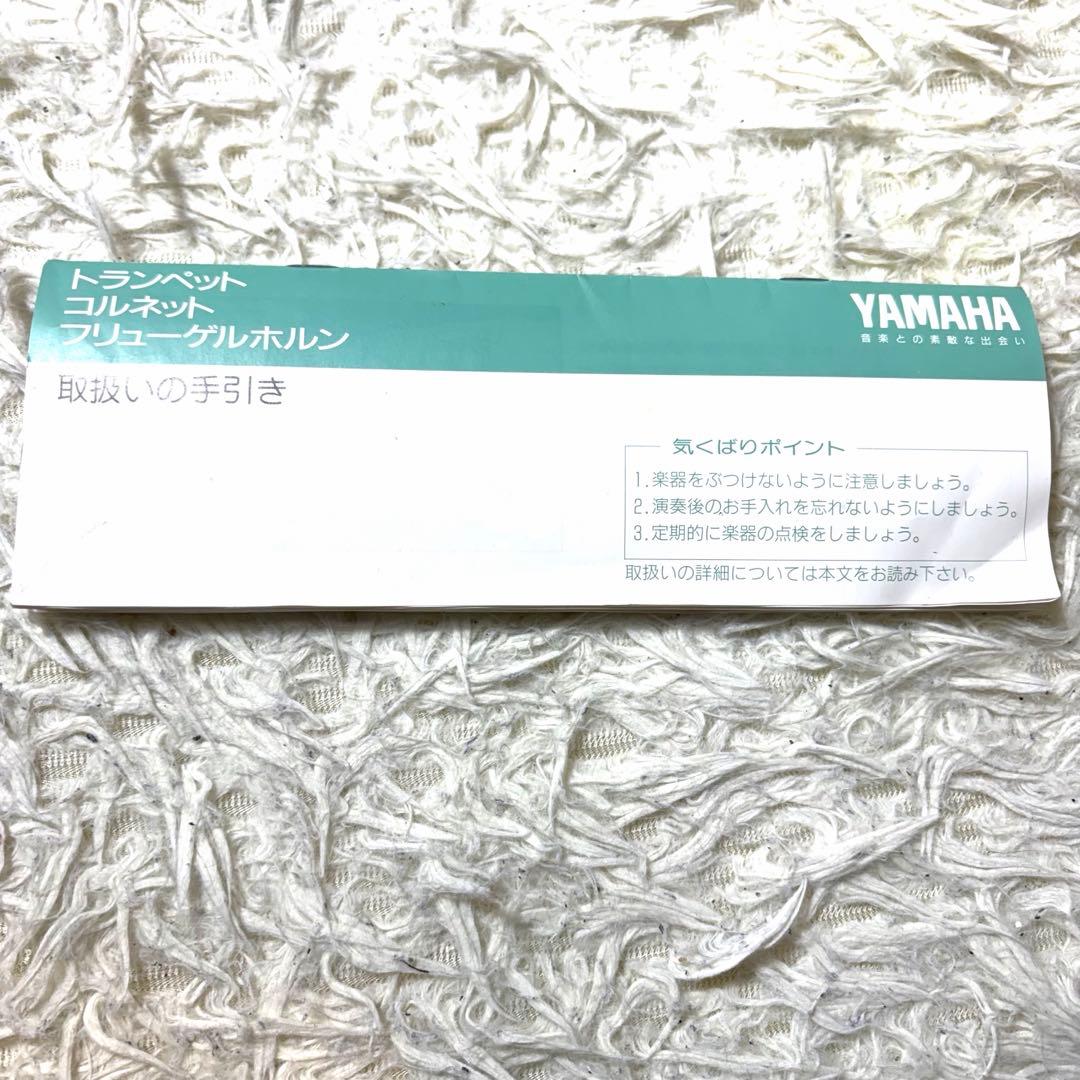 トランペット
コルネット
フリューゲルホルン
YAMAHA
音楽との素敵な出会い
取扱いの手引き
気くばりポイント
1.楽器をぶつけないように注意しましょう。
2.演奏後のお手入れを忘れないようにしましょう。
3.定期的に楽器の点検をしましょう。
取扱いの詳細については本文をお読み下さい。